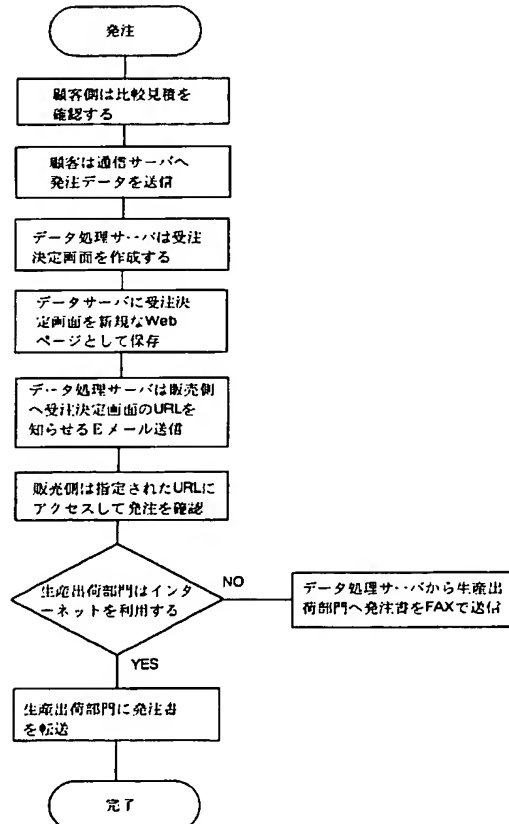 発注
顧客側は比較見積を
確認する
顧客は通信サーバへ
発注データを送信
データ処理サーバは受注
決定画面を作成する
データサーバに受注決
定画面を新規なWeb
ページとして保存
データ処理サーバは販売側
へ受注決定画面のURLを
知らせるEメール送信
販売側は指定されたURLに
アクセスして発注を確認
生産出荷部門はインタ
ーネットを利用する
NO
データ処理サーバから生産出
荷部門へ発注書をFAXで送信
YES
生産出荷部門に発注書
を転送
完了